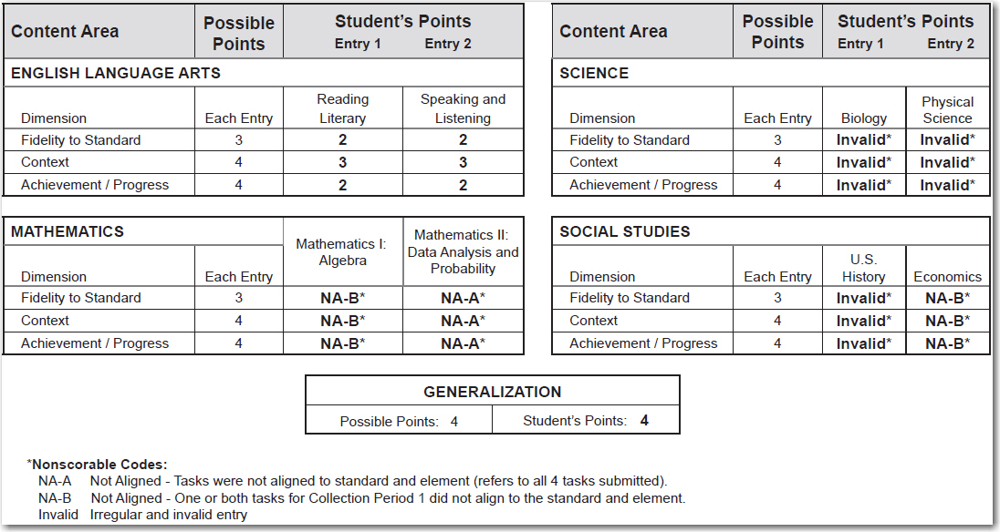 Content Area Possible Points Student's Points
Entry 1 Entry 2
ENGLISH LANGUAGE ARTS
Dimension Each Entry Reading Literary Speaking and Listening
Fidelity to Standard 3 2 2
Context 4 3 3
Achievement / Progress 4 2 2
MATHEMATICS
Dimension Each Entry Mathematics I: Algebra Mathematics II: Data Analysis and Probability
Fidelity to Standard 3 NA-B* NA-A*
Context 4 NA-B* NA-A*
Achievement / Progress 4 NA-B* NA-A*
Content Area Possible Points Student's Points
Entry 1 Entry 2
SCIENCE
Dimension Each Entry Biology Physical Science
Fidelity to Standard 3 Invalid* Invalid*
Context 4 Invalid* Invalid*
Achievement / Progress 4 Invalid* Invalid*
SOCIAL STUDIES
Dimension Each Entry U.S. History Economics
Fidelity to Standard 3 Invalid* NA-B*
Context 4 Invalid* NA-B*
Achievement / Progress 4 Invalid* NA-B*
GENERALIZATION
Possible Points: 4 Student's Points: 4
*Nonscorable Codes:
NA-A Not Aligned - Tasks were not aligned to standard and element (refers to all 4 tasks submitted).
NA-B Not Aligned - One or both tasks for Collection Period 1 did not align to the standard and element.
Invalid Irregular and invalid entry